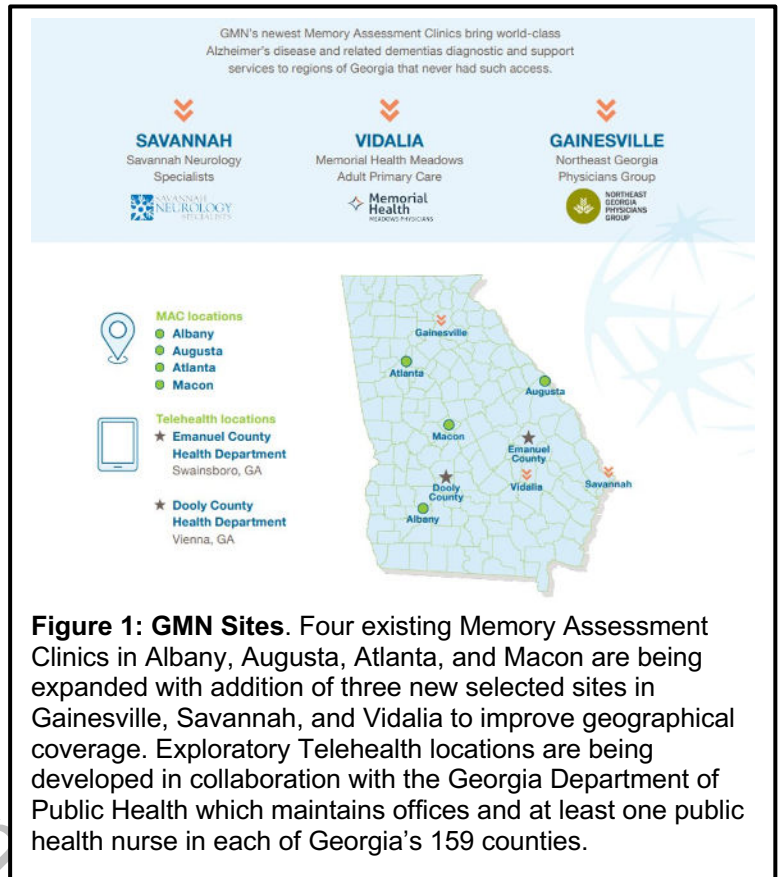 GMN's newest Memory Assessment Clinics bring world-class
Alzheimer's disease and related dementias diagnostic and support
services to regions of Georgia that never had such access.
SAVANNAH
Savannah Neurology
Specialists
SAVANNAH
NEUROLOGY
SPECIALISTS
VIDALIA
Memorial Health Meadows
Adult Primary Care
Memorial
Health
MEADOWS PHYSICIANS
GAINESVILLE
Northeast Georgia
Physicians Group
NORTHEAST
GEORGIA
PHYSICIANS
GROUP
MAC locations
Albany
Augusta
Atlanta
Macon
Telehealth locations
Emanuel County
Health Department
Swainsboro, GA
Dooly County
Health Department
Vienna, GA
Gainesville
Atlanta
Augusta
Macon
Emanuel
County
Dooly
County
Vidalia
Savannah
Albany
Figure 1: GMN Sites. Four existing Memory Assessment
Clinics in Albany, Augusta, Atlanta, and Macon are being
expanded with addition of three new selected sites in
Gainesville, Savannah, and Vidalia to improve geographical
coverage. Exploratory Telehealth locations are being
developed in collaboration with the Georgia Department of
Public Health which maintains offices and at least one public
health nurse in each of Georgia's 159 counties.